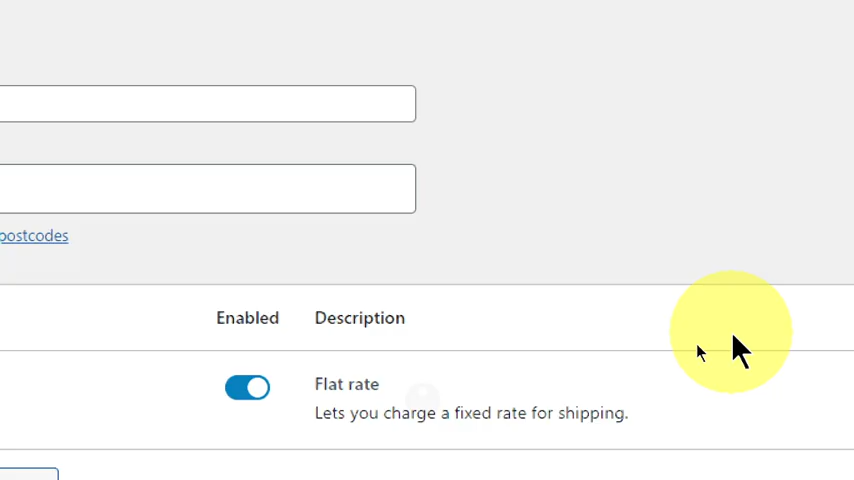 postcodes
Enabled Description
Flat rate
Lets you charge a fixed rate for shipping.